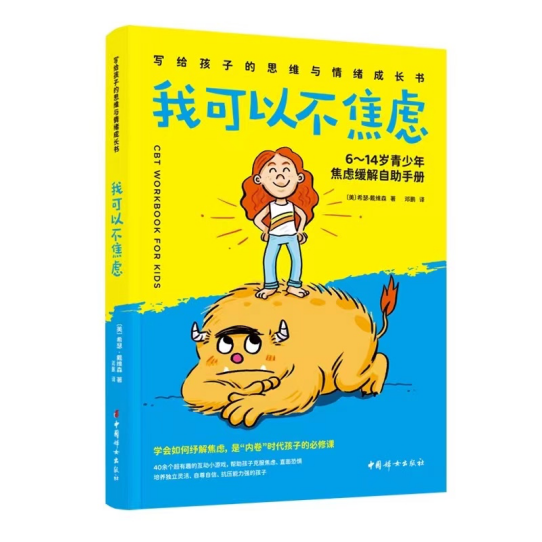 写给孩子的思维与情绪成长书
我可以不焦虑
6～14岁青少年
焦虑缓解自助手册
[美]希瑟·戴维森 著 邱鹏 译
CBT WORKBOOK FOR KIDS
学会如何纾解焦虑，是“内卷”时代孩子的必修课
40余个超有趣的互动小游戏，帮助孩子克服焦虑、直面恐惧
培养独立灵活、自尊自信、抗历能力强的孩子
中国妇女出版社
写给孩子的思维与情绪成长书
我可以不焦虑
[美]希瑟·戴维森 著
邱鹏 译
中国妇女出版社